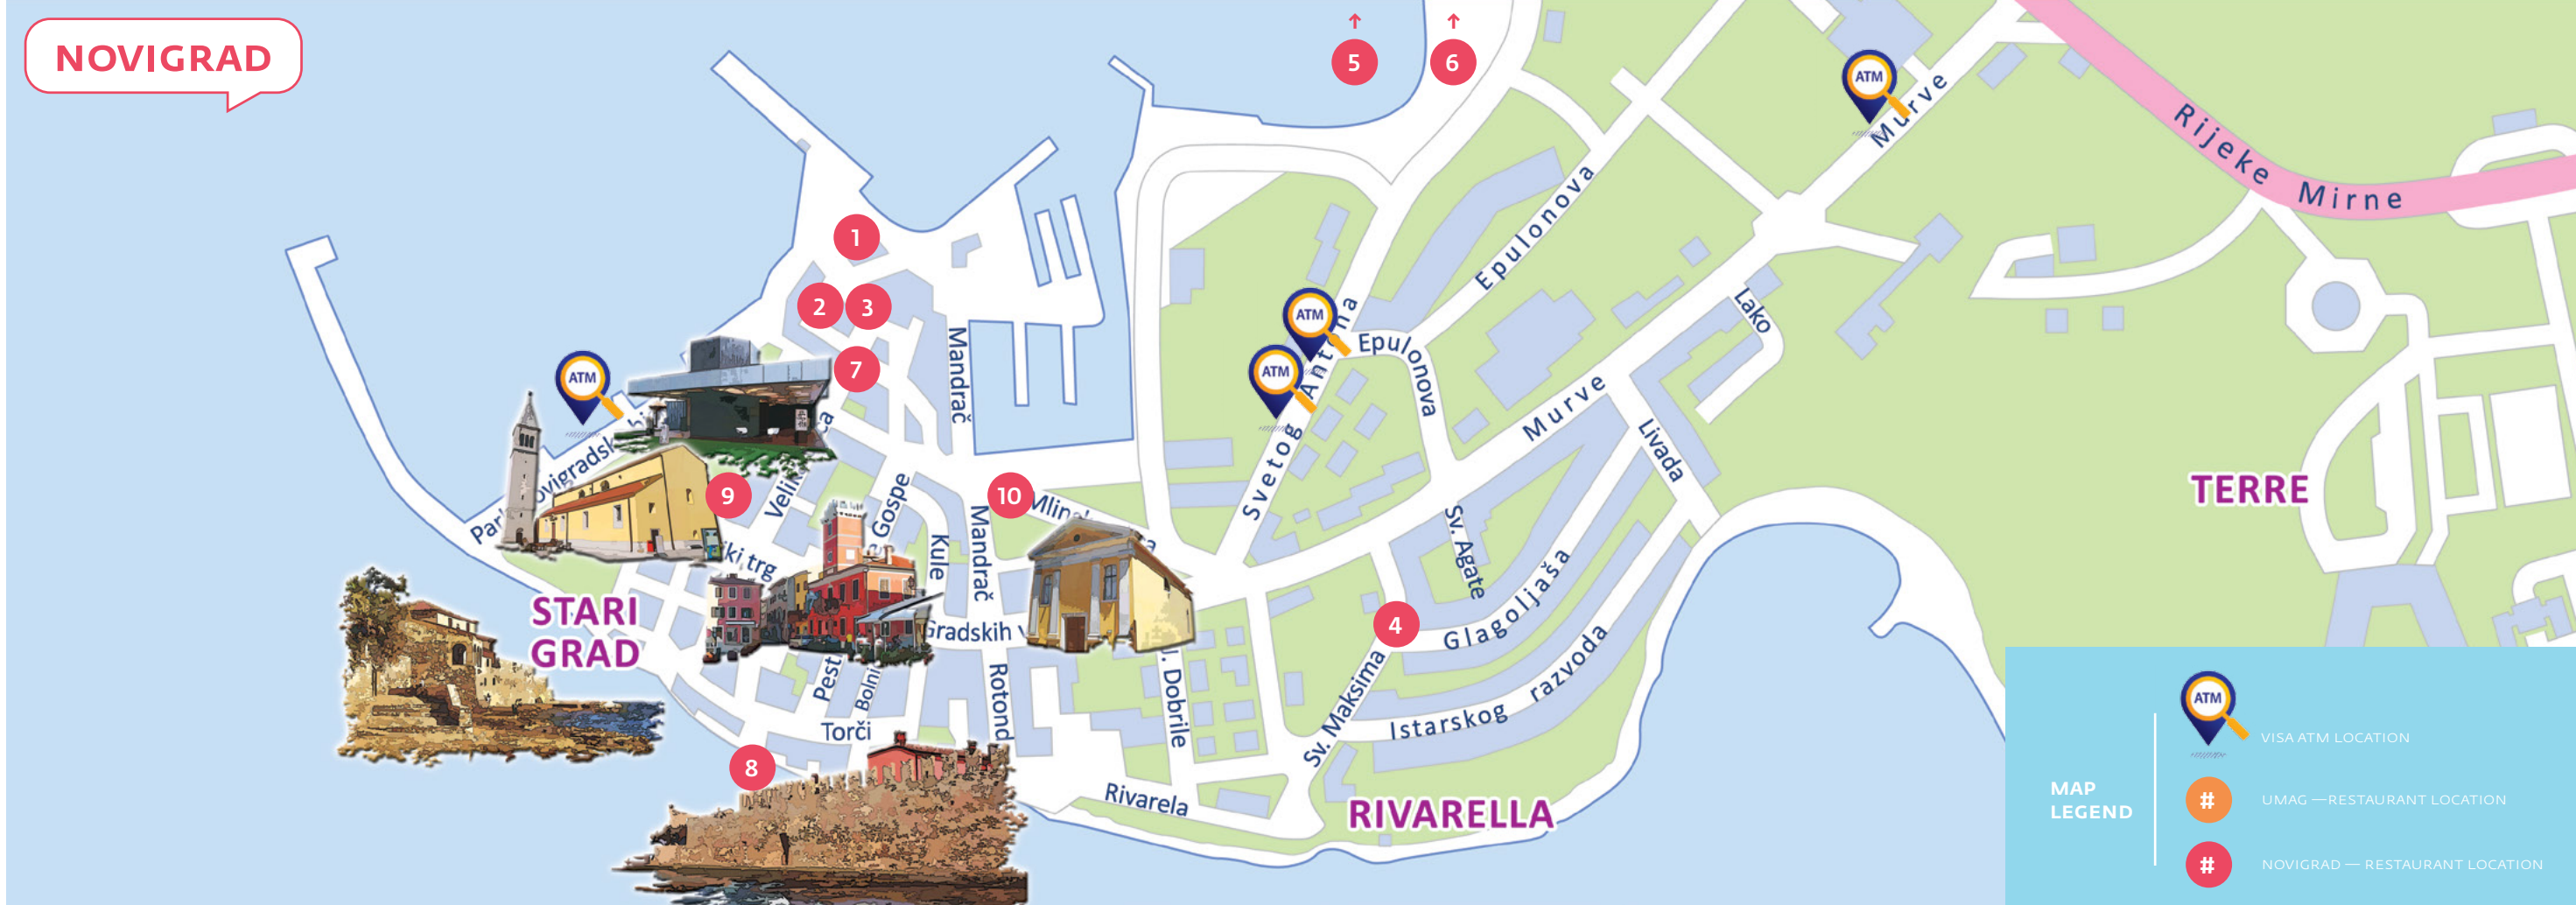 NOVIGRAD
5
6
ATM
Murve
Rijeke Mirne
1
2
3
7
Mandrač
ATM
ATM
ATM
Svetog Antona
Epulonova
Epulonova
Murve
Lako
Livada
9
10
Gospe
Kule
Mandrač
Sv. Agate
Glagoljaša
4
Istarskog razvoda
Sv. Maksima
TERRE
STARI
GRAD
Gradskih
Rotond
J. Dobrile
Pest
Bolni
Torči
8
Rivarela
RIVARELLA
MAP
LEGEND
ATM
VISA ATM LOCATION
#
UMAG —RESTAURANT LOCATION
#
NOVIGRAD — RESTAURANT LOCATION